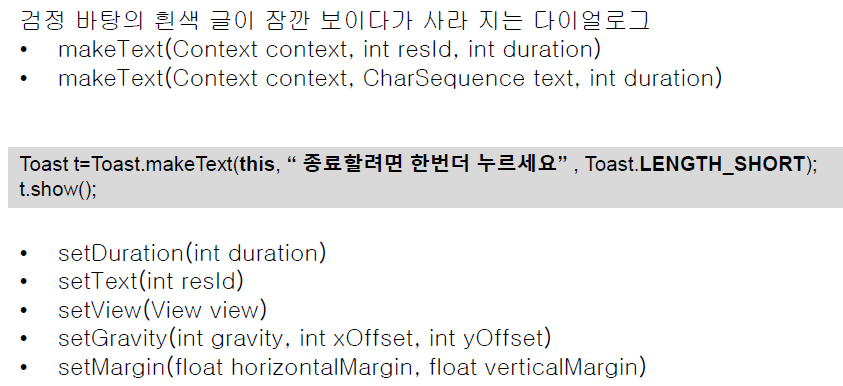 검정 바탕의 흰색 글이 잠깐 보이다가 사라 지는 다이얼로그
• makeText(Context context, int resId, int duration)
• makeText(Context context, CharSequence text, int duration)
Toast t=Toast.makeText(this, “ 종료할려면 한번더 누르세요” , Toast.LENGTH_SHORT);
t.show();
• setDuration(int duration)
• setText(int resId)
• setView(View view)
• setGravity(int gravity, int xOffset, int yOffset)
• setMargin(float horizontalMargin, float verticalMargin)